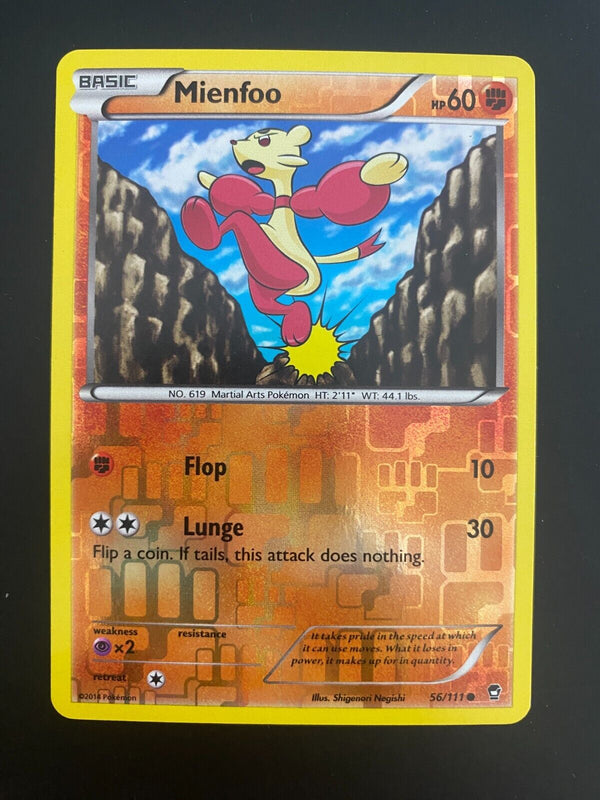 BASIC
Mienfoo
HP60
NO. 619 Martial Arts Pokémon HT: 2'11" WT: 44.1 lbs.
Flop 10
Lunge 30
Flip a coin. If tails, this attack does nothing.
weakness resistance
×2
It takes pride in the speed at which
it can use moves. What it loses in
power, it makes up for in quantity.
retreat
©2014 Pokémon Illus. Shigenori Negishi 56/111